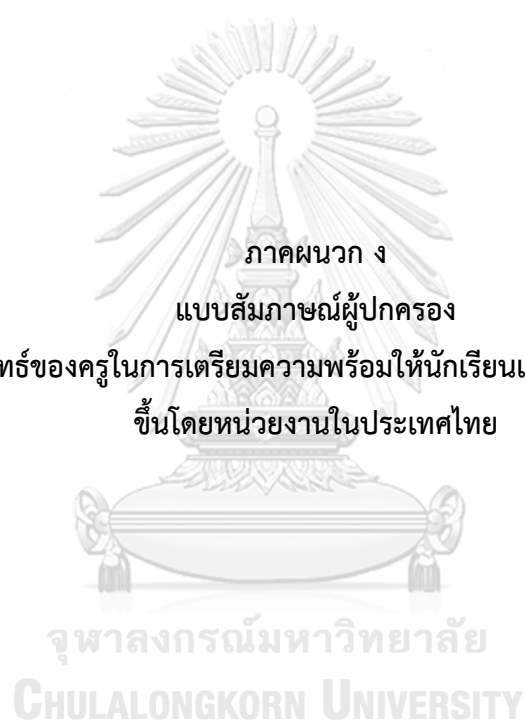 ภาคผนวก ง
แบบสัมภาษณ์ผู้ปกครอง
ทธ์ของครูในการเตรียมความพร้อมให้นักเรียนเ
ขึ้นโดยหน่วยงานในประเทศไทย
จุฬาลงกรณ์มหาวิทยาลัย
CHULALONGKORN UNIVERSITY